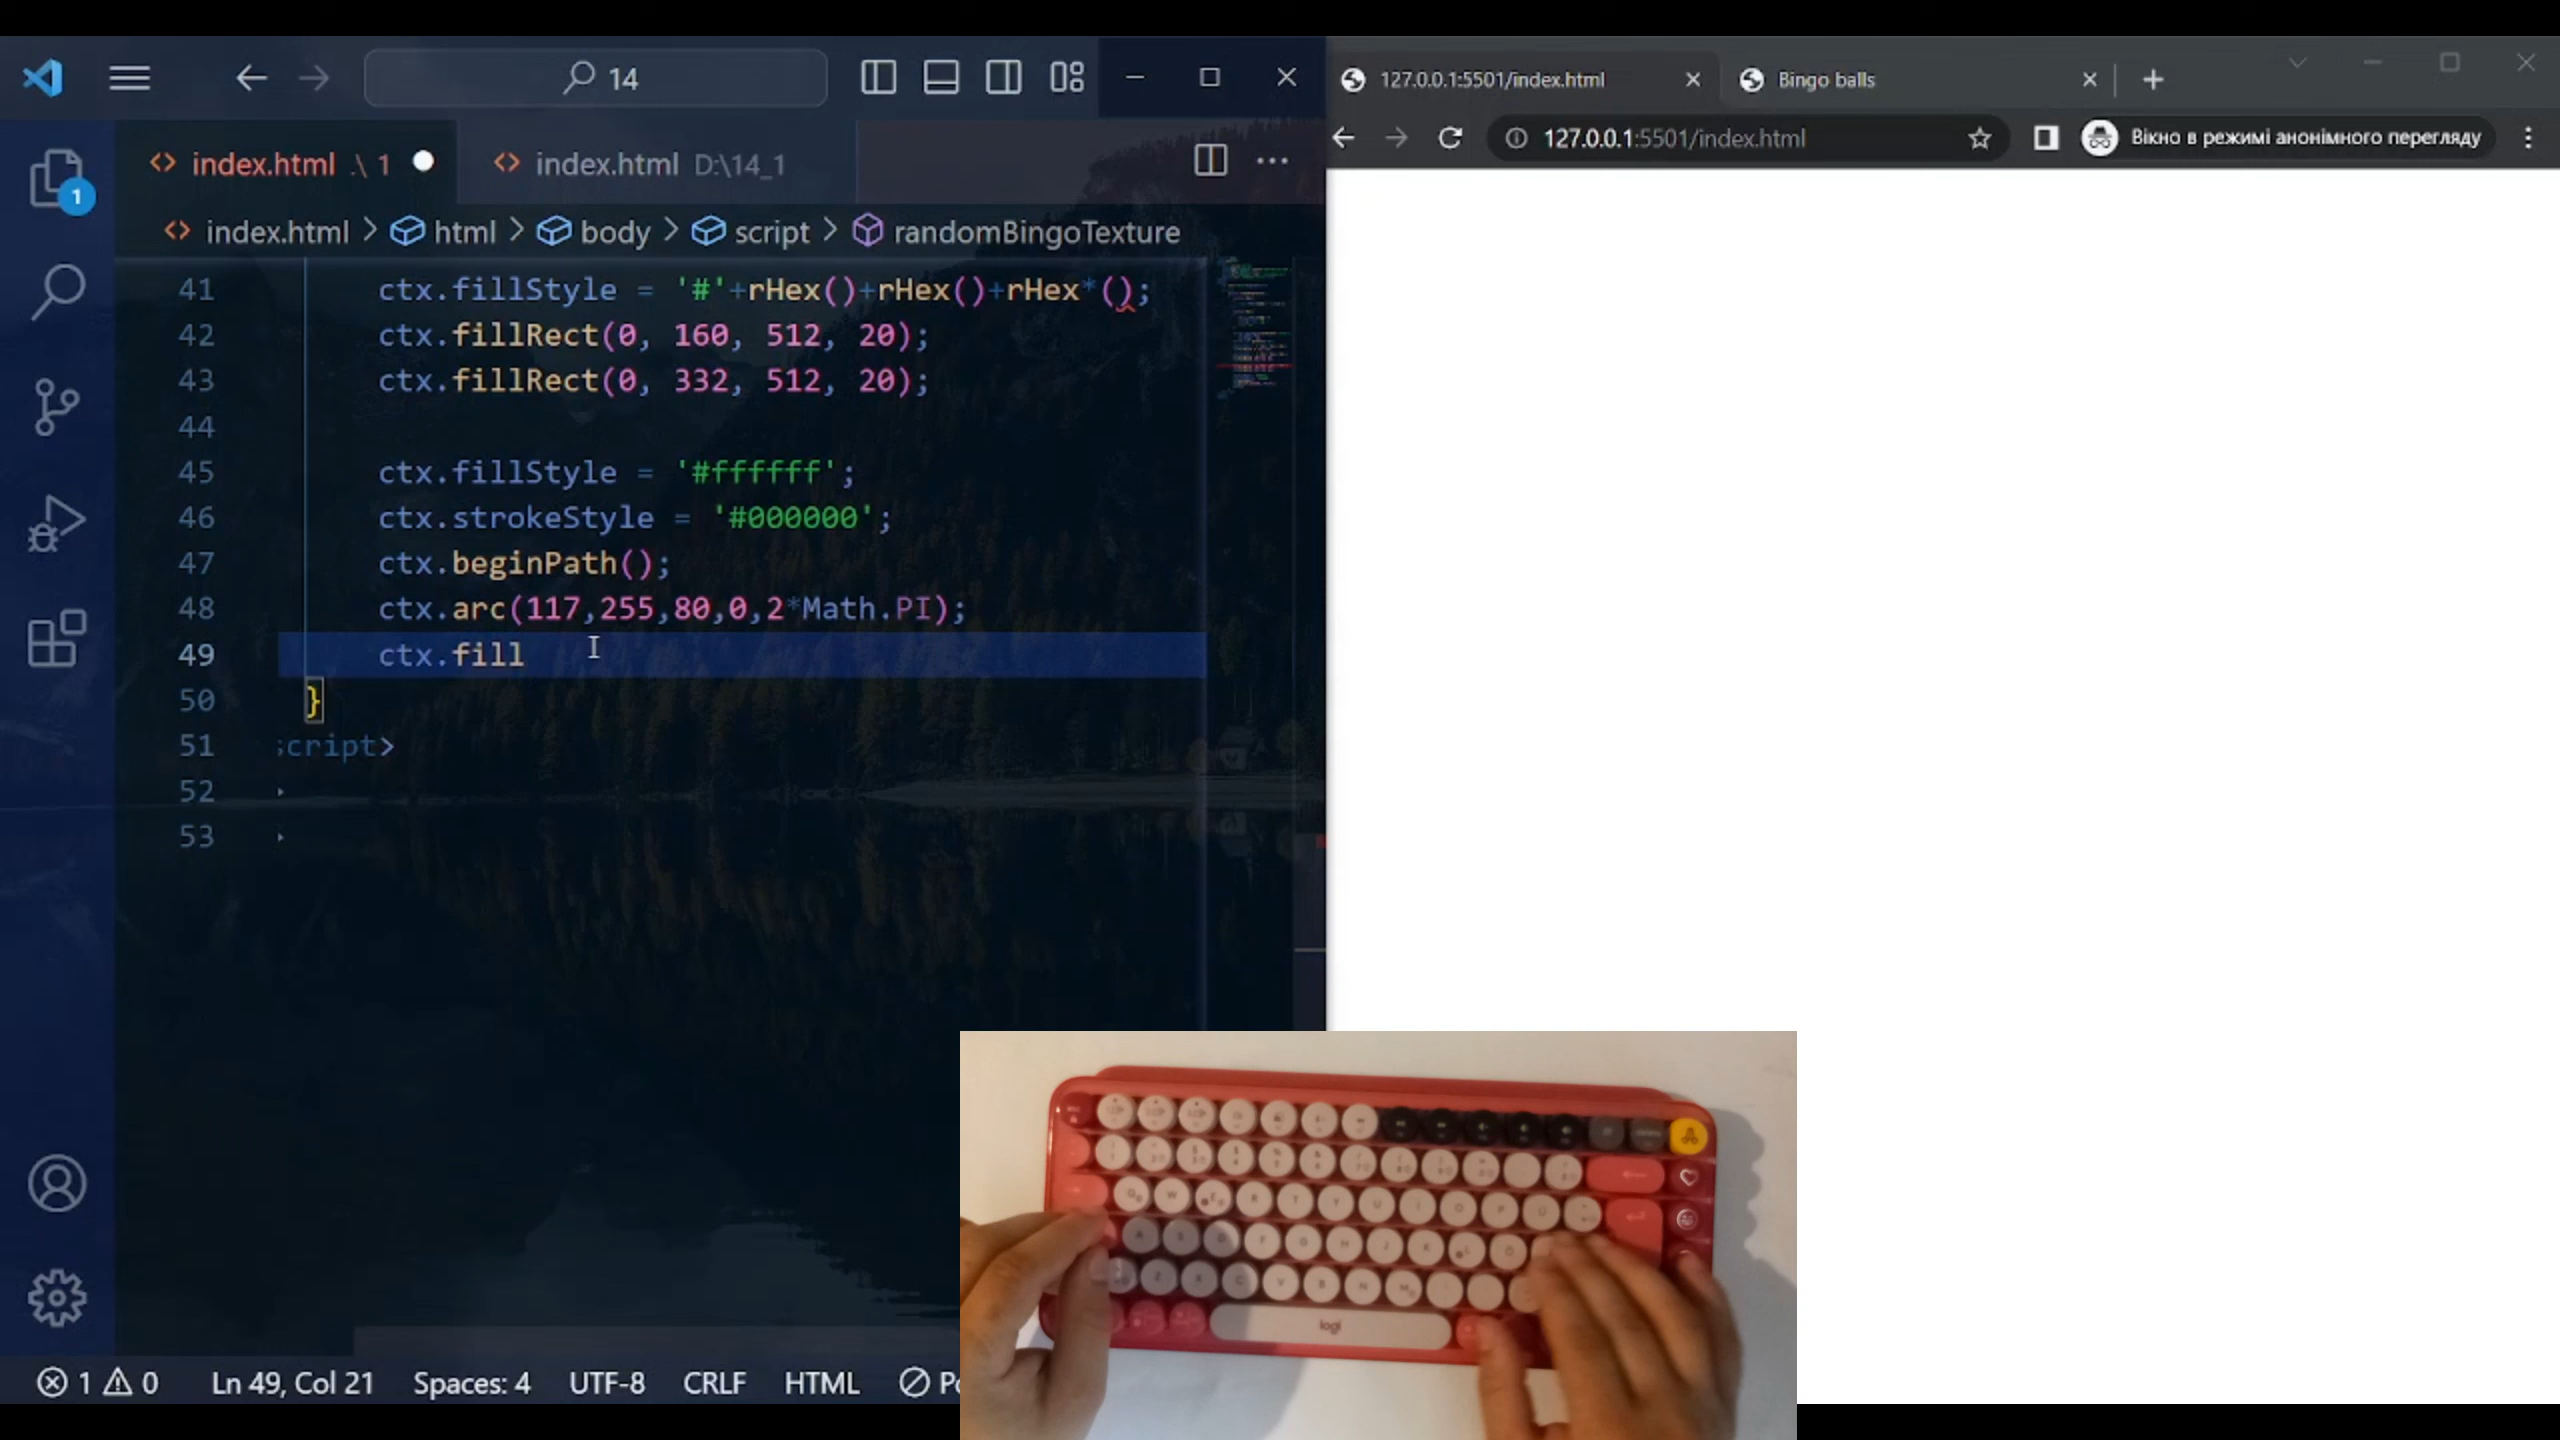 14
127.0.0.1:5501/index.html
Bingo balls
127.0.0.1:5501/index.html
Вікно в режимі анонімного перегляду
1
index.html .\ 1
index.html D:\14_1
index.html > html > body > script > randomBingoTexture
41 ctx.fillStyle = '#'+rHex()+rHex()+rHex*();
42 ctx.fillRect(0, 160, 512, 20);
43 ctx.fillRect(0, 332, 512, 20);
44
45 ctx.fillStyle = '#ffffff';
46 ctx.strokeStyle = '#000000';
47 ctx.beginPath();
48 ctx.arc(117,255,80,0,2*Math.PI);
49 ctx.fill
50 }
51 cript>
52
53
1 0 Ln 49, Col 21 Spaces: 4 UTF-8 CRLF HTML
Q W E R T Y U I O P Ü
A S D F G H J K L Ö
Z X C V B N M
logi